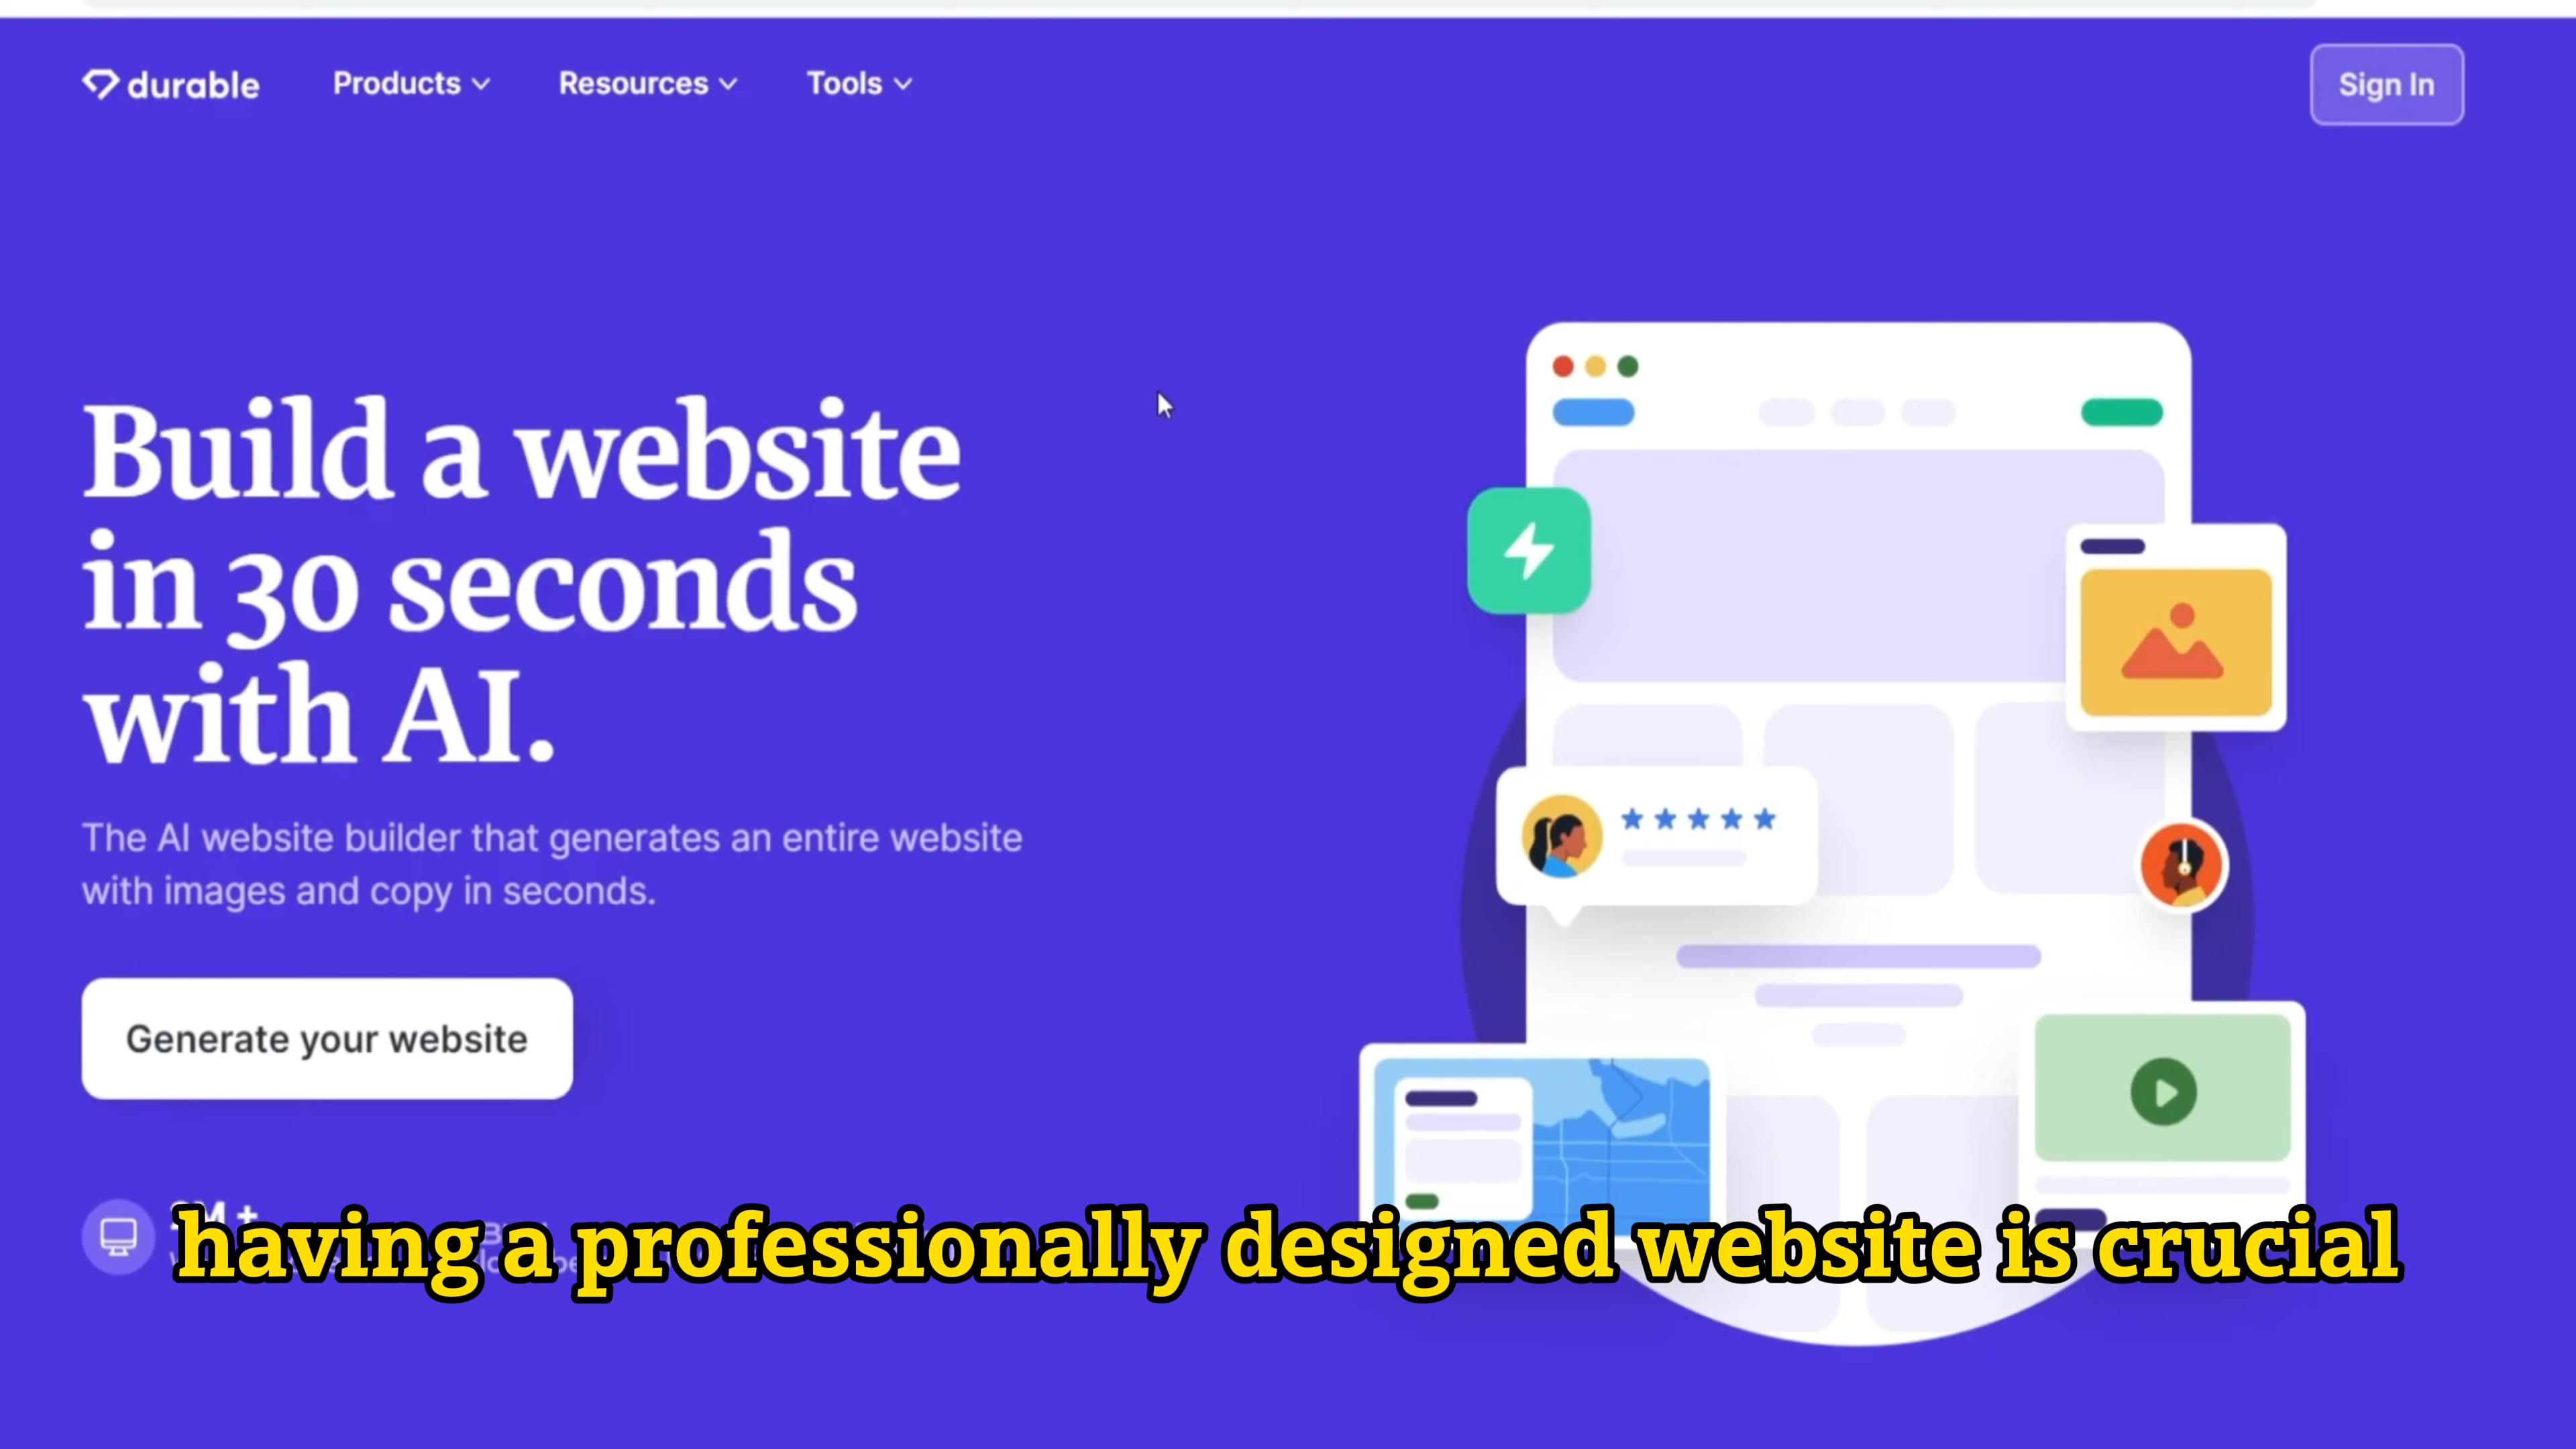 durable
Products
Resources
Tools
Sign In
Build a website
in 30 seconds
with AI.
The AI website builder that generates an entire website
with images and copy in seconds.
Generate your website
having a professionally designed website is crucial